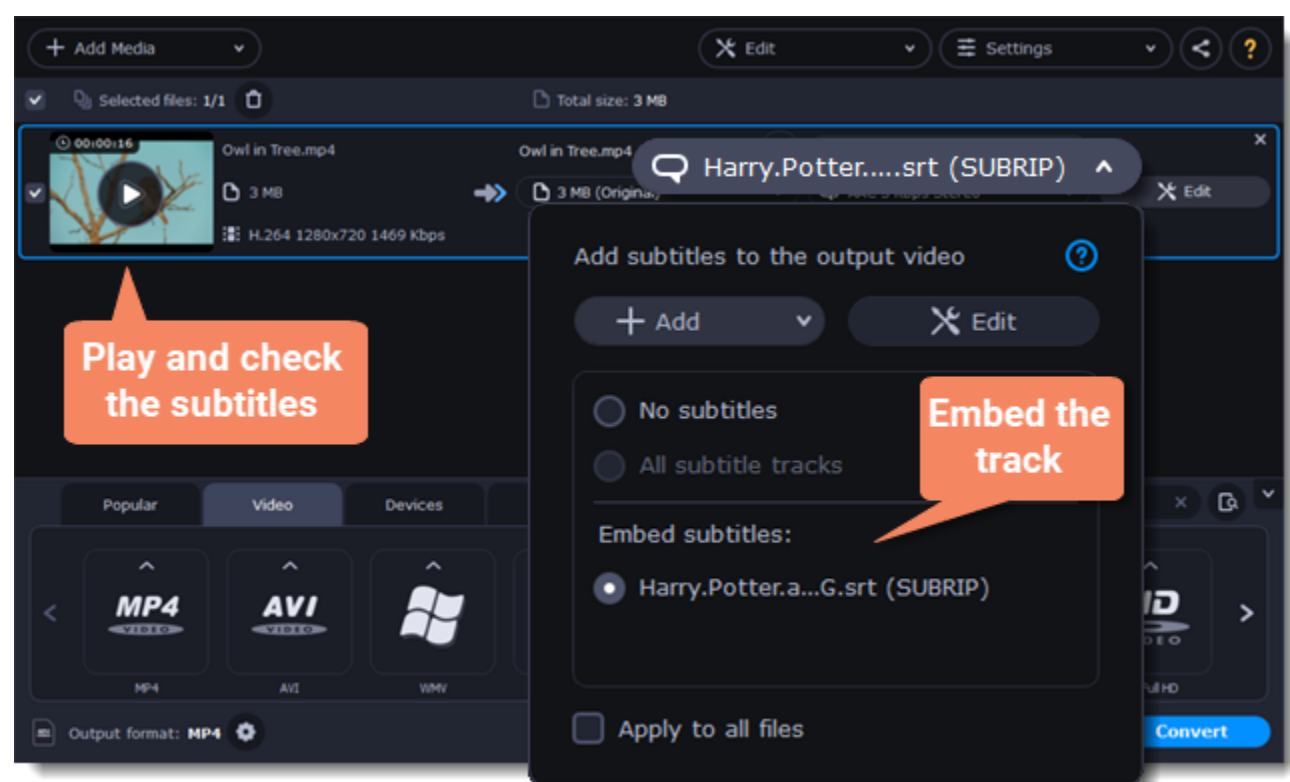 Add Media
Edit
Settings
?
Selected files: 1/1
Total size: 3 MB
00:00:16
Owl in Tree.mp4
3 MB
H.264 1280x720 1469 Kbps
Owl in Tree.mp4
3 MB (Original)
Harry.Potter.....srt (SUBRIP)
Edit
Add subtitles to the output video
?
Add
Edit
No subtitles
All subtitle tracks
Embed subtitles:
Harry.Potter.a...G.srt (SUBRIP)
Apply to all files
Play and check
the subtitles
Embed the
track
Popular
Video
Devices
MP4
VIDEO
MP4
AVI
VIDEO
AVI
WMV
Full HD
Output format: MP4
Convert